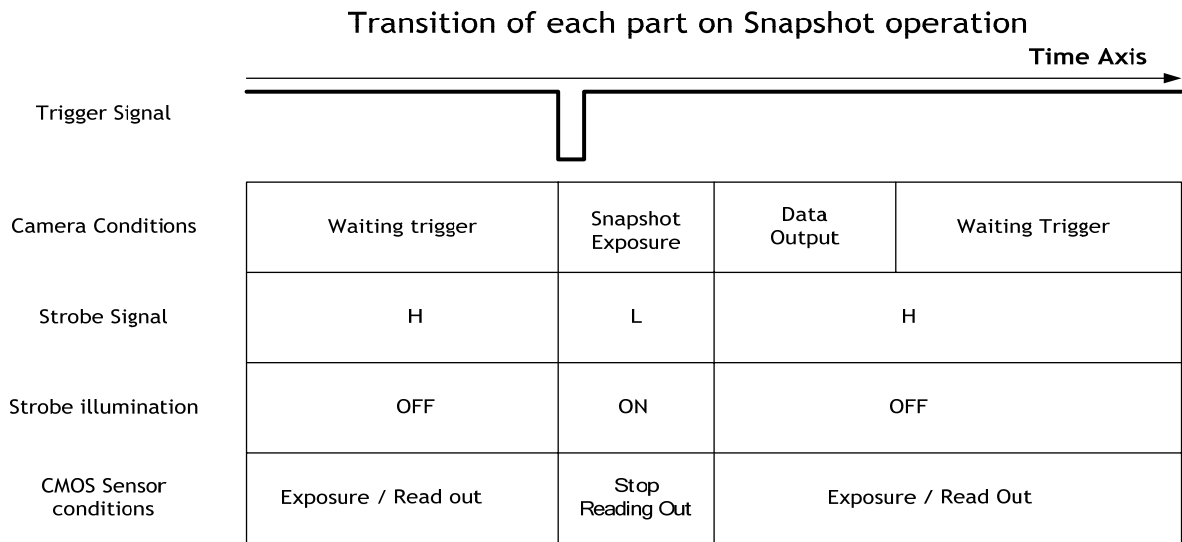 Transition of each part on Snapshot operation
Time Axis
Trigger Signal
Camera Conditions
Waiting trigger
Snapshot
Exposure
Data
Output
Waiting Trigger
Strobe Signal
H
L
H
Strobe illumination
OFF
ON
OFF
CMOS Sensor
conditions
Exposure / Read out
Stop
Reading Out
Exposure / Read Out